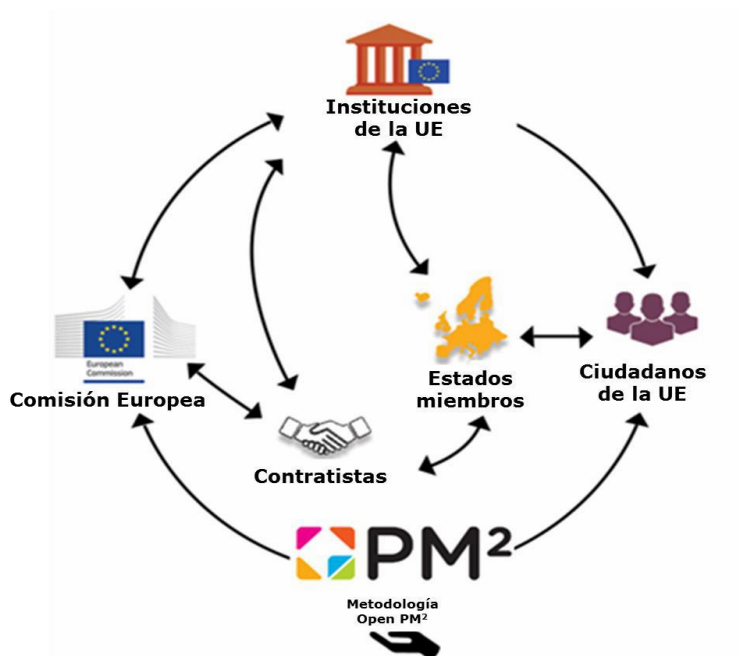 Instituciones
de la UE
European
Commission
Comisión Europea
Estados
miembros
Ciudadanos
de la UE
Contratistas
PM²
Metodología
Open PM²